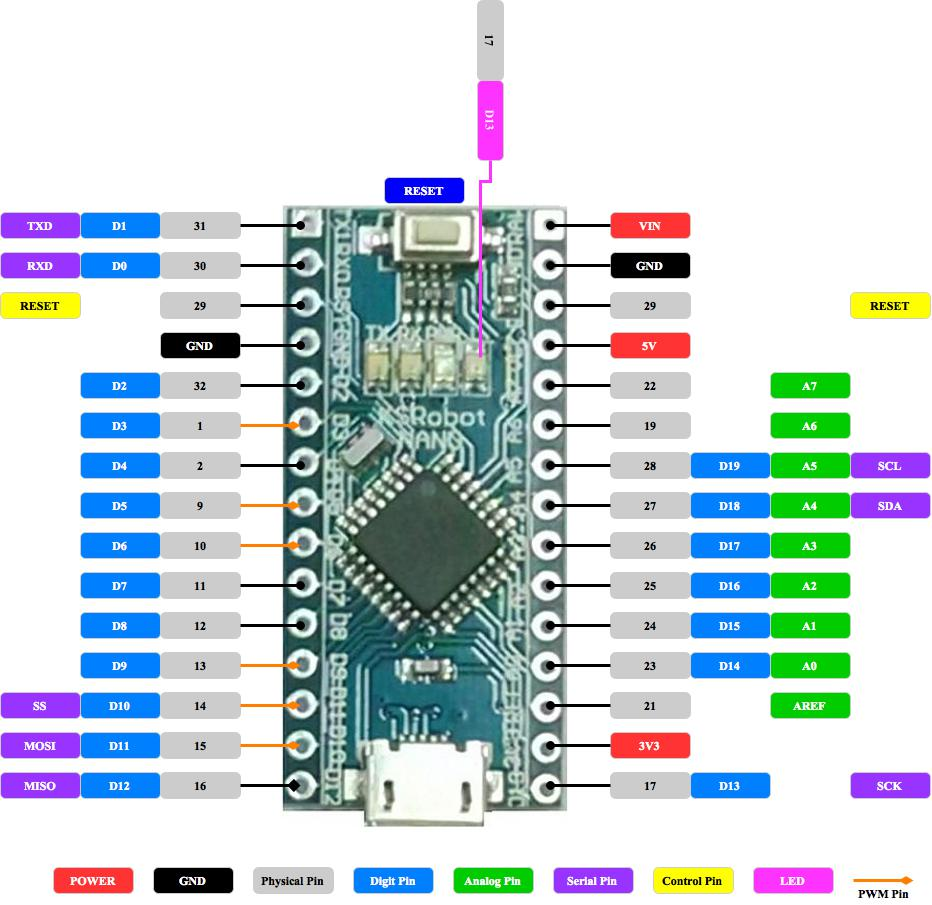 17
D13
RESET
TXD D1 31 VIN
RXD D0 30 GND
RESET 29 29 RESET
GND 5V
D2 32 22 A7
D3 1 19 A6
D4 2 28 D19 A5 SCL
D5 9 27 D18 A4 SDA
D6 10 26 D17 A3
D7 11 25 D16 A2
D8 12 24 D15 A1
D9 13 23 D14 A0
SS D10 14 21 AREF
MOSI D11 15 3V3
MISO D12 16 17 D13 SCK
Robot
NANO
D7
D8
POWER GND Physical Pin Digit Pin Analog Pin Serial Pin Control Pin LED PWM Pin